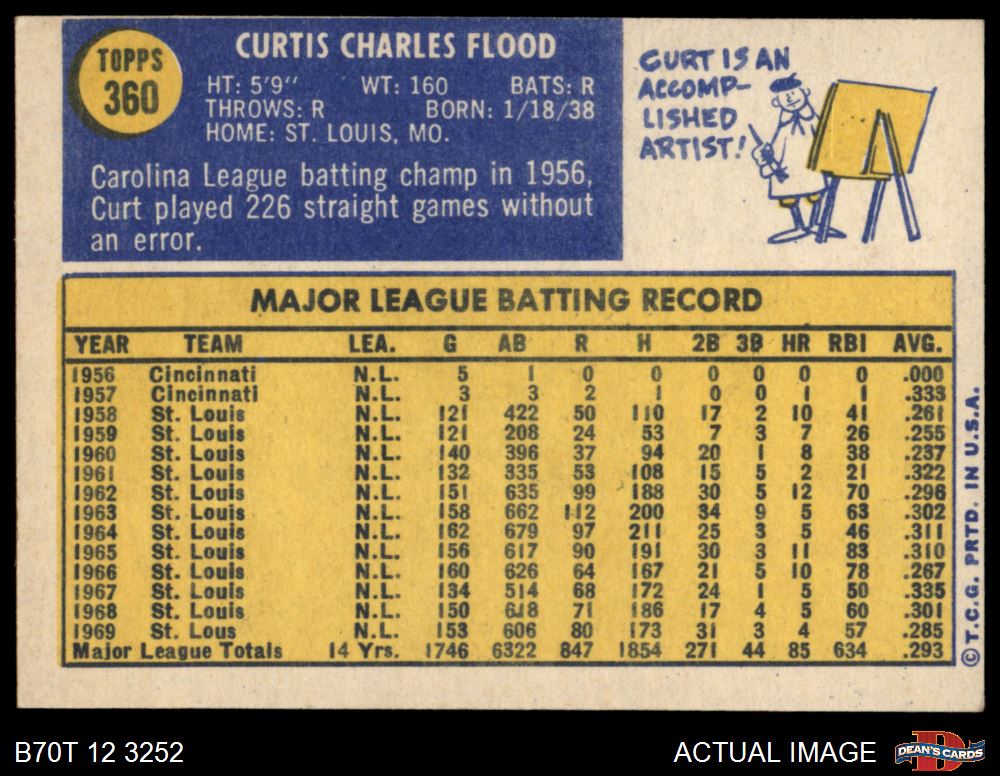 TOPPS
360
CURTIS CHARLES FLOOD
HT: 5'9" WT: 160 BATS: R
THROWS: R BORN: 1/18/38
HOME: ST. LOUIS, MO.
Carolina League batting champ in 1956,
Curt played 226 straight games without
an error.
CURT IS AN
ACCOMP-
LISHED
ARTIST!
MAJOR LEAGUE BATTING RECORD
YEAR TEAM LEA. G AB R H 2B 3B HR RBI AVG.
1956 Cincinnati N.L. 5 1 0 0 0 0 0 0 .000
1957 Cincinnati N.L. 3 3 2 1 0 0 1 1 .333
1958 St. Louis N.L. 121 422 50 110 17 2 10 41 .261
1959 St. Louis N.L. 121 208 24 53 7 3 7 26 .255
1960 St. Louis N.L. 140 396 37 94 20 1 8 38 .237
1961 St. Louis N.L. 132 335 53 108 15 5 2 21 .322
1962 St. Louis N.L. 151 635 99 188 30 5 12 70 .296
1963 St. Louis N.L. 158 662 112 200 34 9 5 63 .302
1964 St. Louis N.L. 162 679 97 211 25 3 5 46 .311
1965 St. Louis N.L. 156 617 90 191 30 3 11 83 .310
1966 St. Louis N.L. 160 626 64 167 21 5 10 78 .267
1967 St. Louis N.L. 134 514 68 172 24 1 5 50 .335
1968 St. Louis N.L. 150 618 71 186 17 4 5 60 .301
1969 St. Lous N.L. 153 606 80 173 31 3 4 57 .285
Major League Totals 14 Yrs. 1746 6322 847 1854 271 44 85 634 .293
© T.C.G. PRTD. IN U.S.A.
B70T 12 3252
ACTUAL IMAGE
DEAN'S CARDS